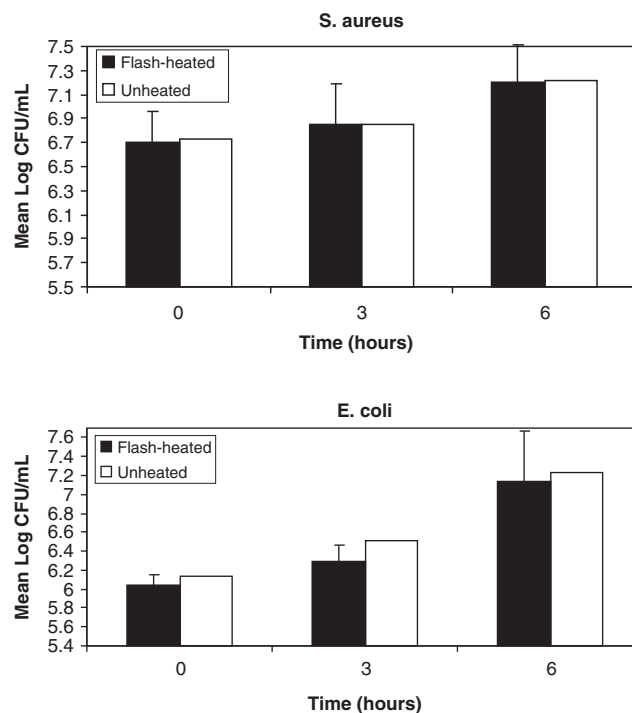 S. aureus
7.5
7.3
7.1
6.9
6.7
6.5
6.3
6.1
5.9
5.7
5.5
Mean Log CFU/mL
Flash-heated
Unheated
0 3 6
Time (hours)
E. coli
7.6
7.4
7.2
7
6.8
6.6
6.4
6.2
6
5.8
5.6
5.4
Mean Log CFU/mL
Flash-heated
Unheated
0 3 6
Time (hours)